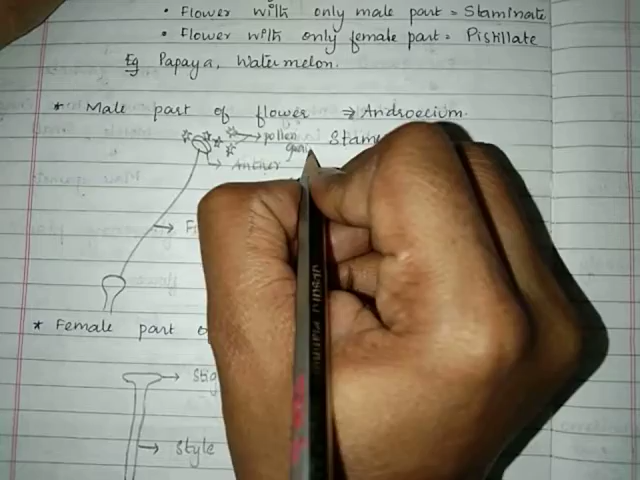 • Flower with only male part = Staminate
• Flower with only female part = Pistillate
Eg Papaya, Watermelon.
* Male part of flower → Androecium.
pollen
Anther
* Female part
→ Style